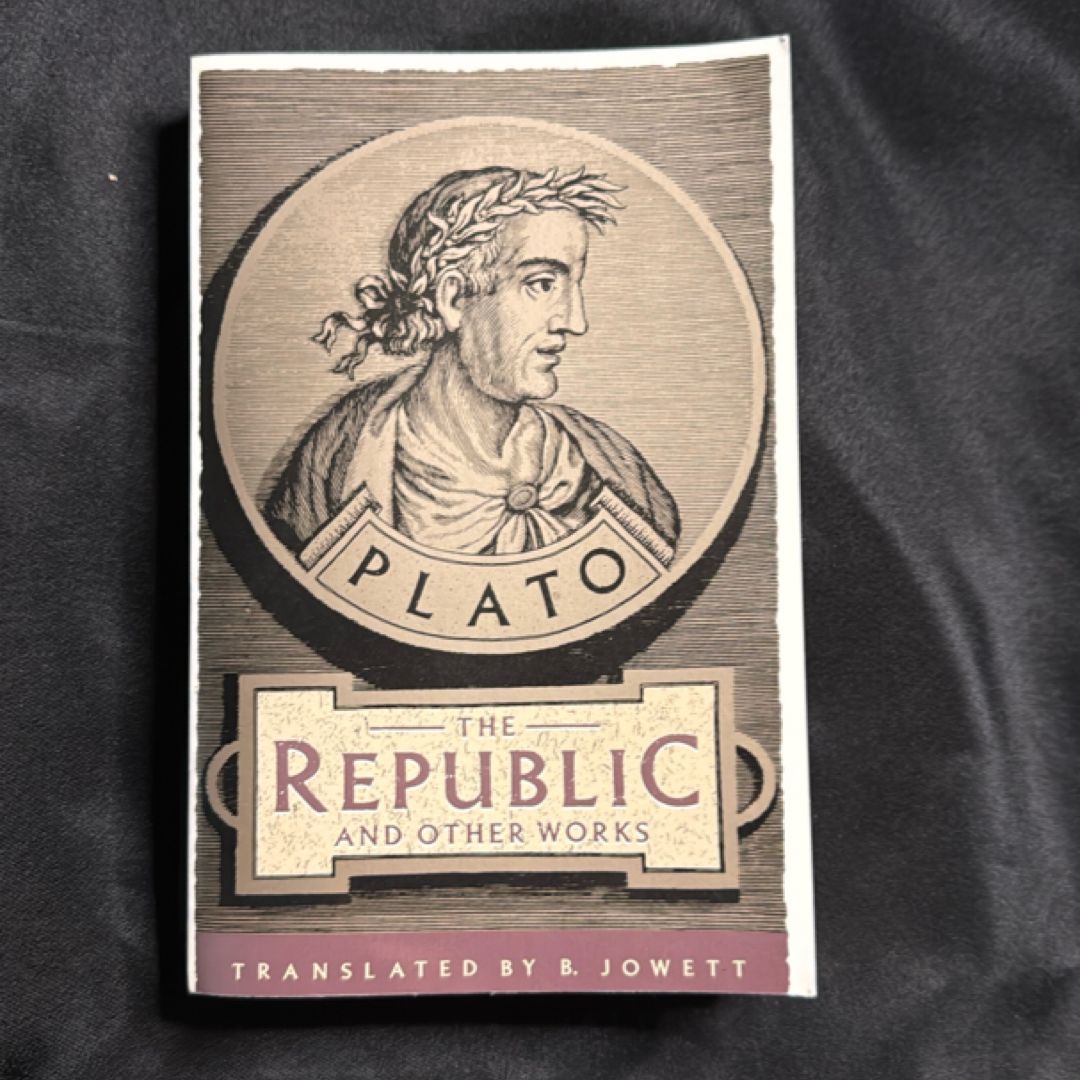 PLATO
THE
REPUBLIC
AND OTHER WORKS
TRANSLATED BY B. JOWETT